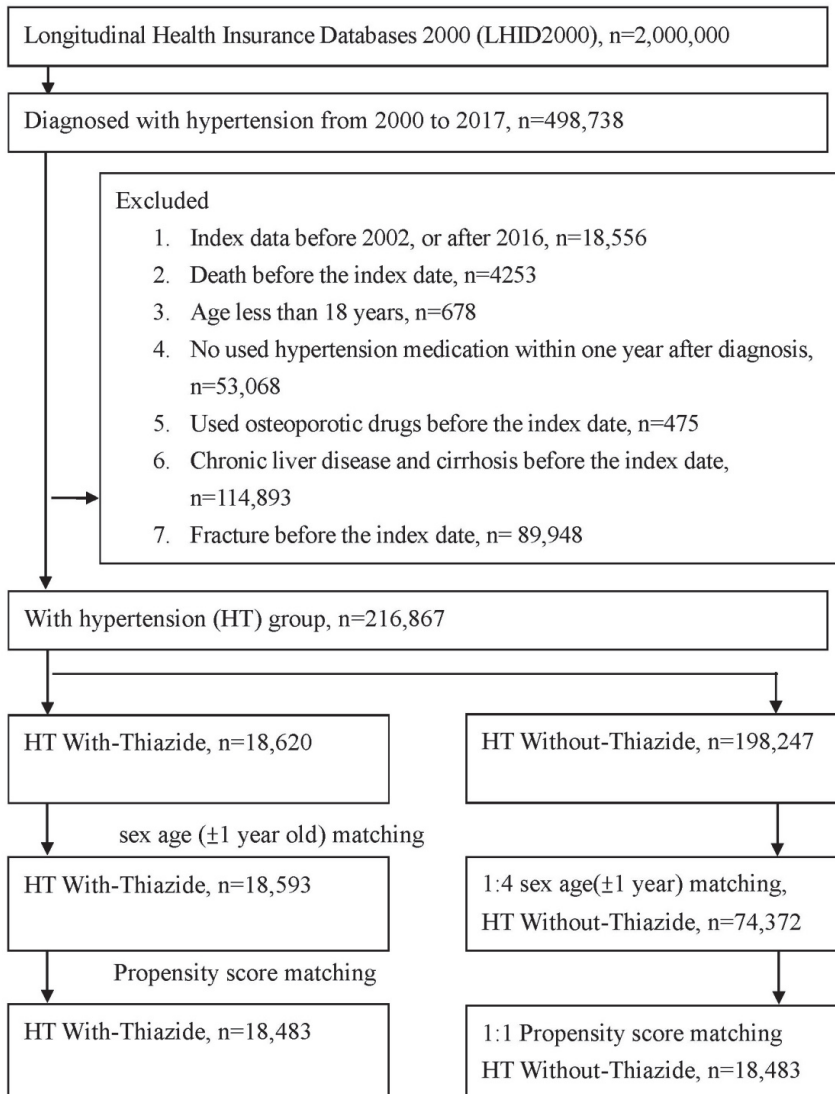 Longitudinal Health Insurance Databases 2000 (LHID2000), n=2,000,000
Diagnosed with hypertension from 2000 to 2017, n=498,738
Excluded
1. Index data before 2002, or after 2016, n=18,556
2. Death before the index date, n=4253
3. Age less than 18 years, n=678
4. No used hypertension medication within one year after diagnosis,
n=53,068
5. Used osteoporotic drugs before the index date, n=475
6. Chronic liver disease and cirrhosis before the index date,
n=114,893
7. Fracture before the index date, n= 89,948
With hypertension (HT) group, n=216,867
HT With-Thiazide, n=18,620
HT Without-Thiazide, n=198,247
sex age (±1 year old) matching
HT With-Thiazide, n=18,593
1:4 sex age(±1 year) matching,
HT Without-Thiazide, n=74,372
Propensity score matching
HT With-Thiazide, n=18,483
1:1 Propensity score matching
HT Without-Thiazide, n=18,483